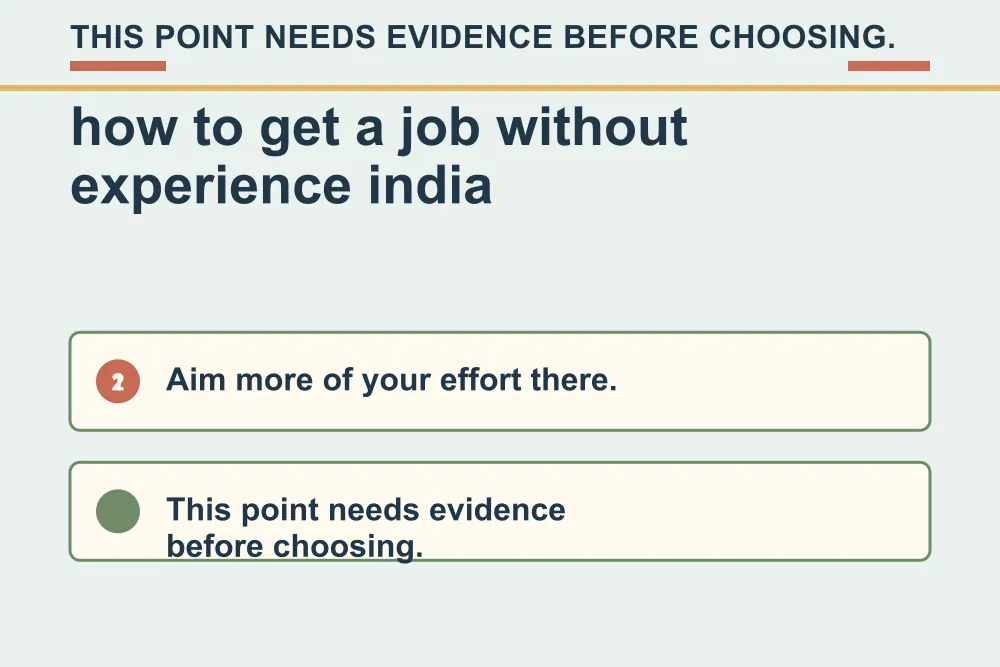 THIS POINT NEEDS EVIDENCE BEFORE CHOOSING.
how to get a job without
experience india
2 Aim more of your effort there.
This point needs evidence
before choosing.